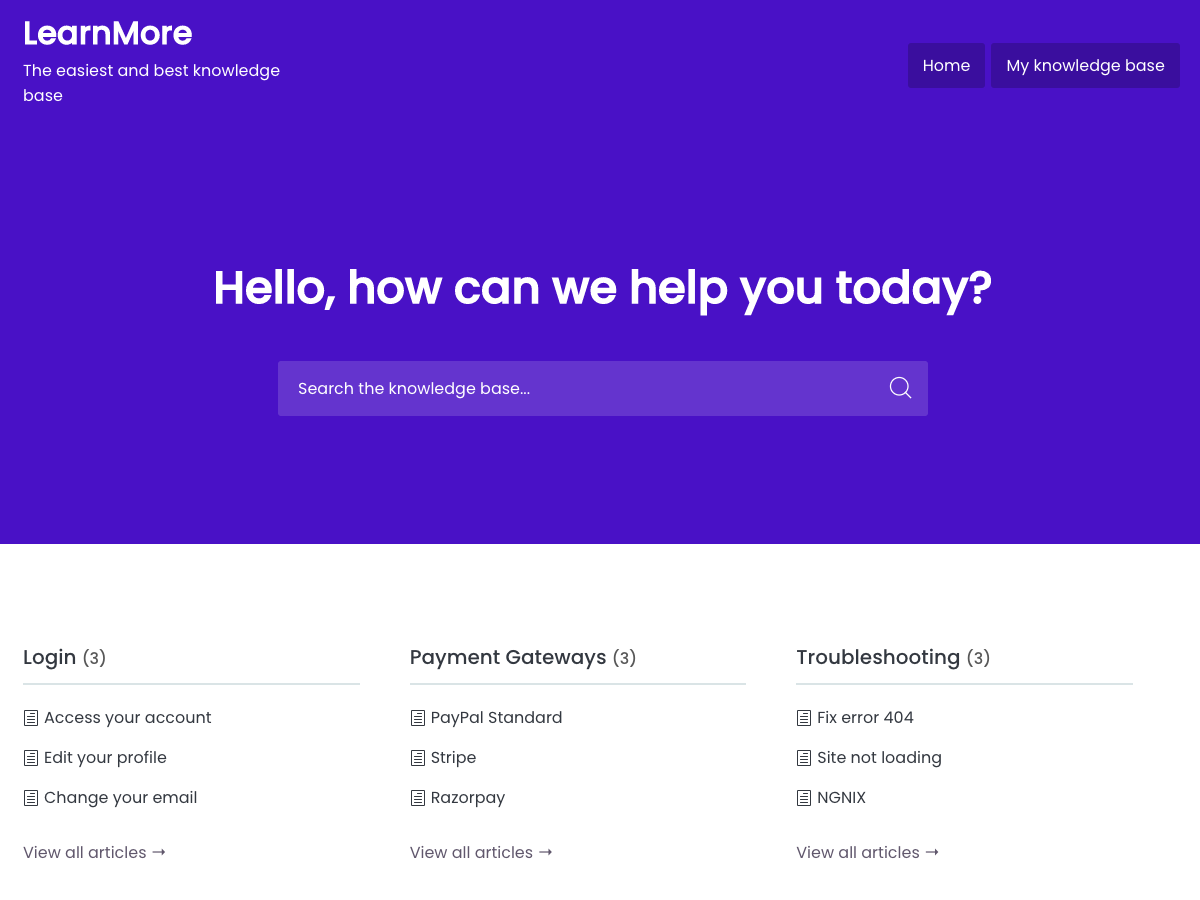 LearnMore
The easiest and best knowledge
base
Home
My knowledge base
Hello, how can we help you today?
Search the knowledge base...
Login (3)
Access your account
Edit your profile
Change your email
View all articles →
Payment Gateways (3)
PayPal Standard
Stripe
Razorpay
View all articles →
Troubleshooting (3)
Fix error 404
Site not loading
NGNIX
View all articles →